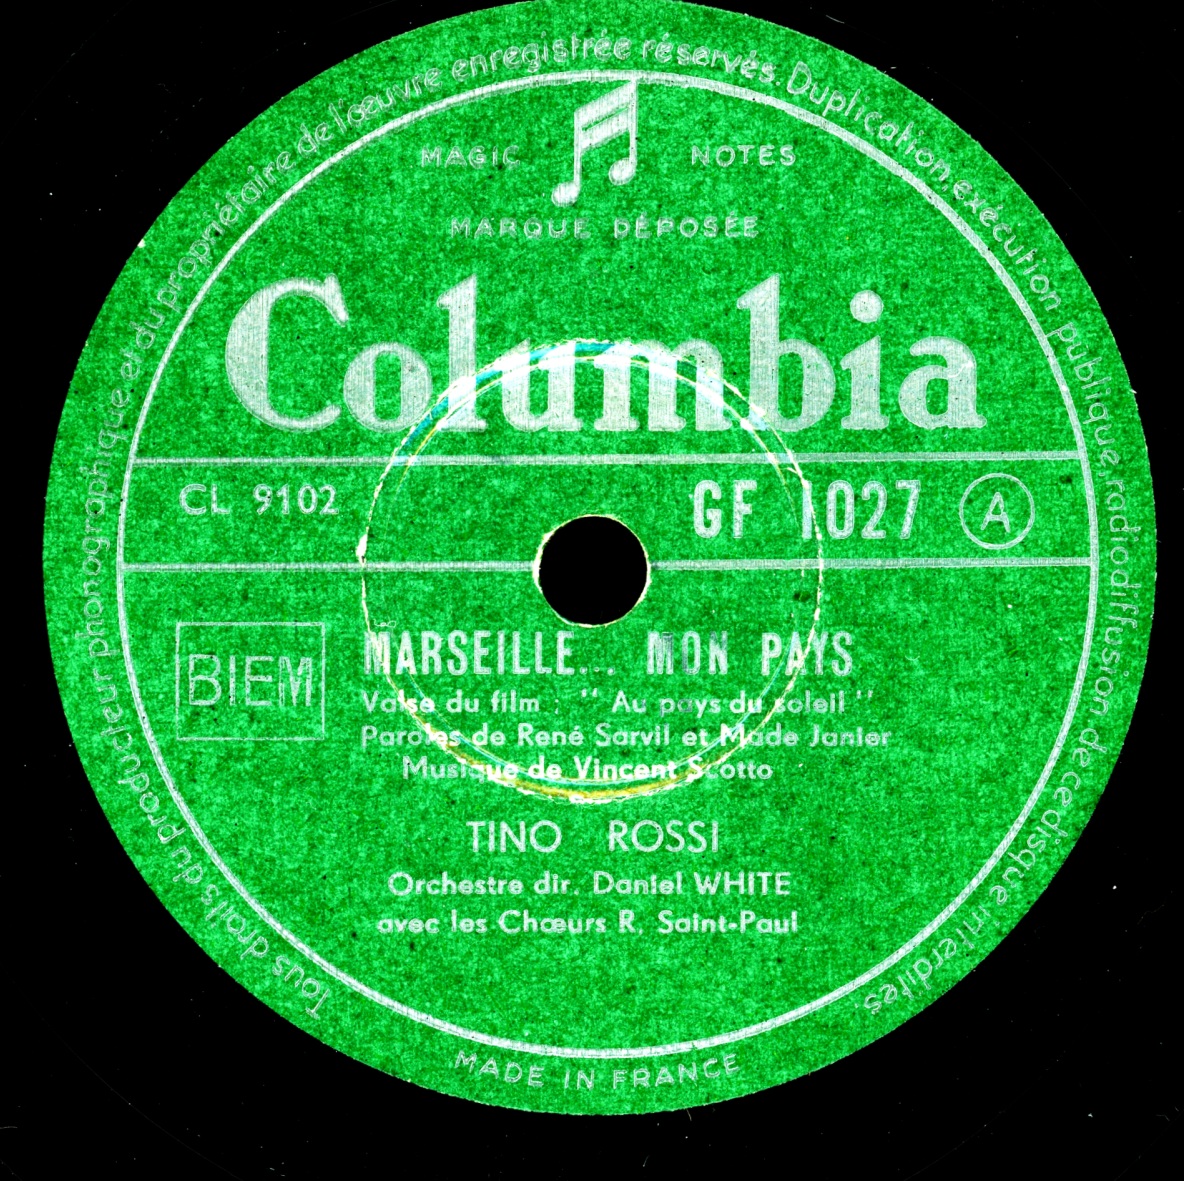 Tous droits du producteur phonographique et du propriétaire de l'œuvre enregistrée réservés. Duplication, exécution publique, radiodiffusion de ce disque interdites.
MAGIC NOTES
MARQUE DÉPOSÉE
Columbia
CL 9102 GF 1027 A
BIEM
MARSEILLE... MON PAYS
Valse du film : "Au pays du soleil"
Paroles de René Sarvil et Made Janier
Musique de Vincent Scotto
TINO ROSSI
Orchestre dir. Daniel WHITE
avec les Chœurs R. Saint-Paul
MADE IN FRANCE